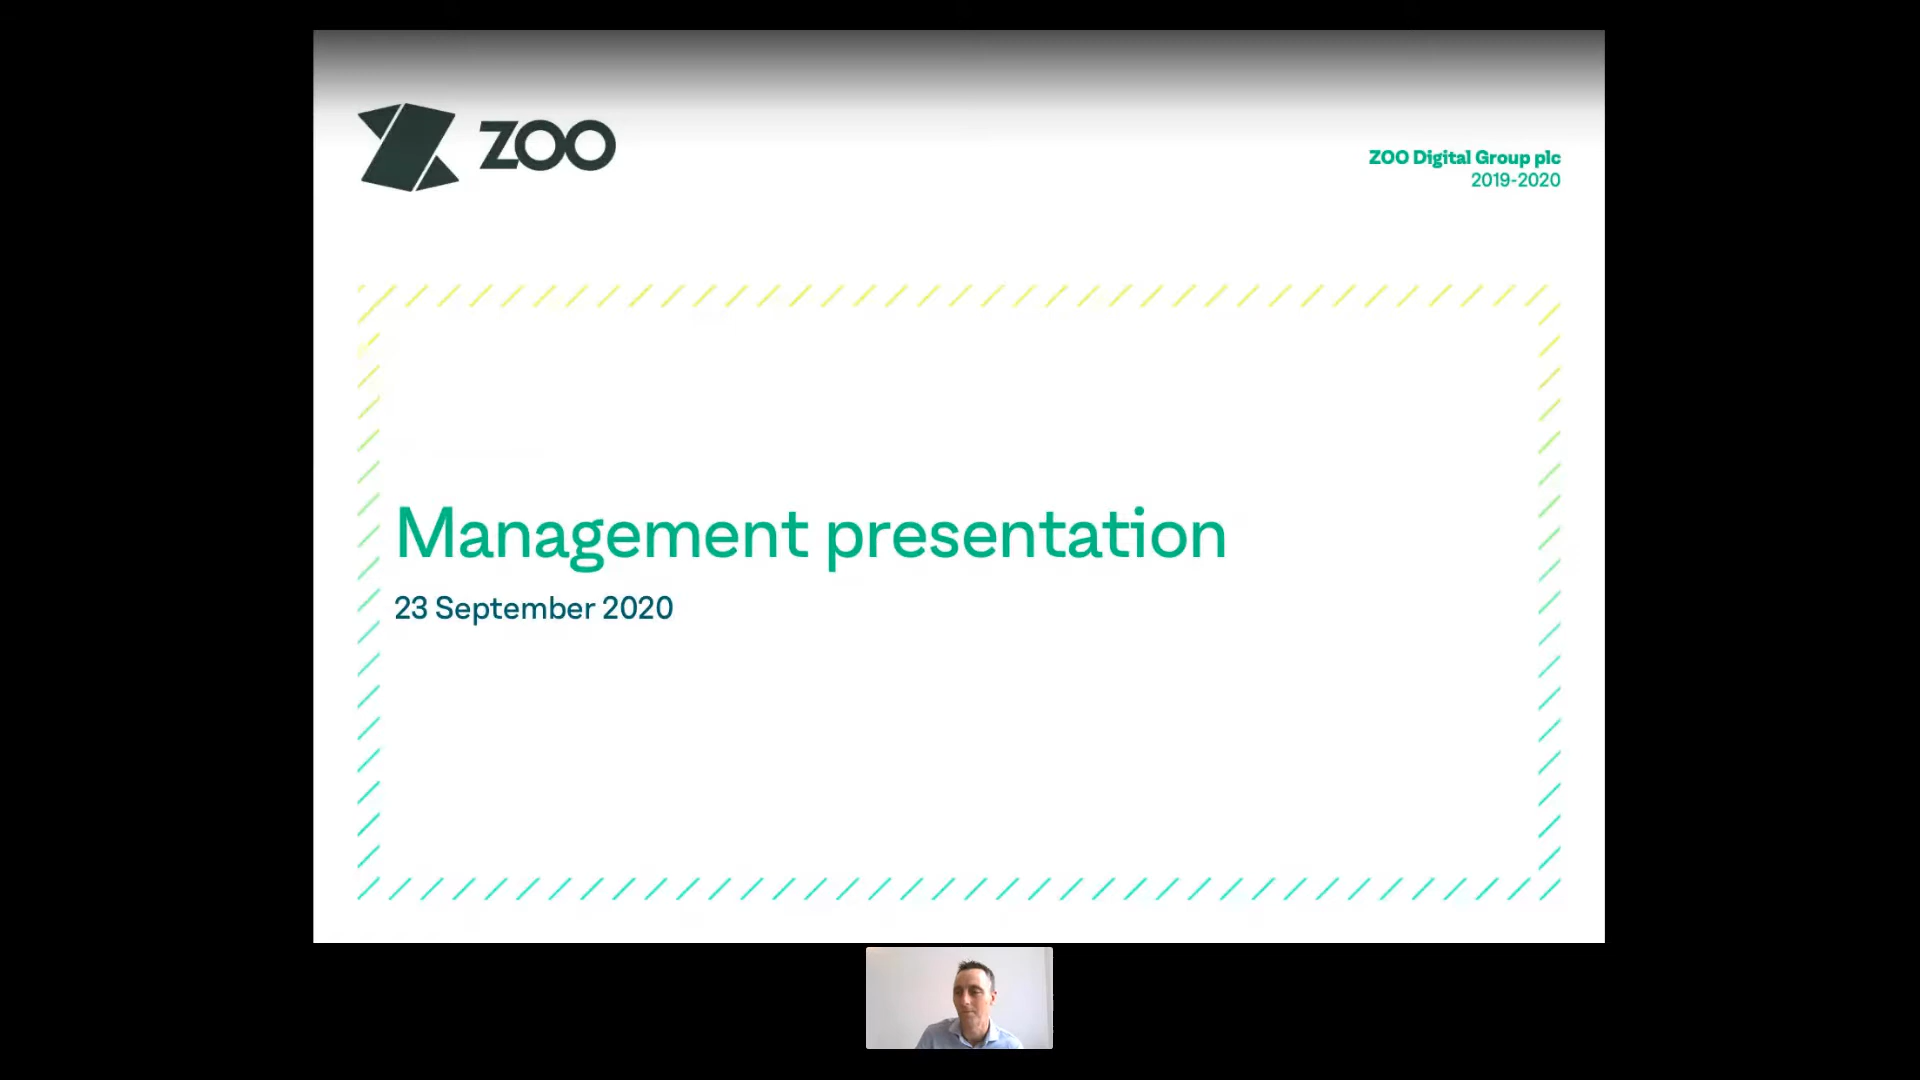 ZOO
ZOO Digital Group plc
2019-2020
Management presentation
23 September 2020